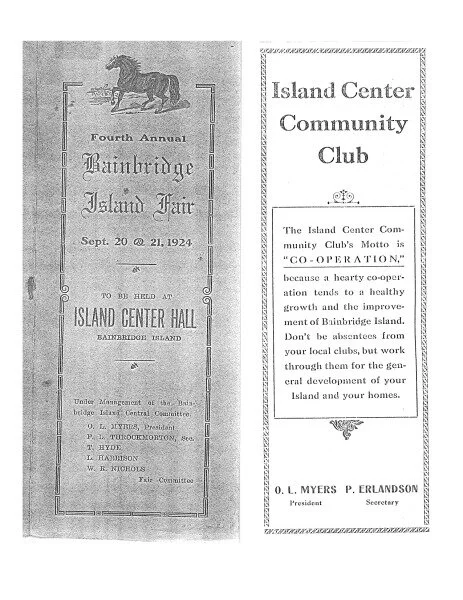 Fourth Annual
Bainbridge
Island Fair
Sept. 20 & 21, 1924
TO BE HELD AT
ISLAND CENTER HALL
BAINBRIDGE ISLAND
Under Management of the Bain-
bridge Island Central Committee
O. L. MYERS, President
F. L. THROCKMORTON, Sec.
T. HYDE
L. HARRISON
W. K. NICHOLS
Fair Committee
Island Center
Community
Club
The Island Center Com-
munity Club's Motto is
"CO-OPERATION,"
because a hearty co-oper-
ation tends to a healthy
growth and the improve-
ment of Bainbridge Island.
Don't be absentees from
your local clubs, but work
through them for the gen-
eral development of your
Island and your homes.
O. L. MYERS P. ERLANDSON
President Secretary